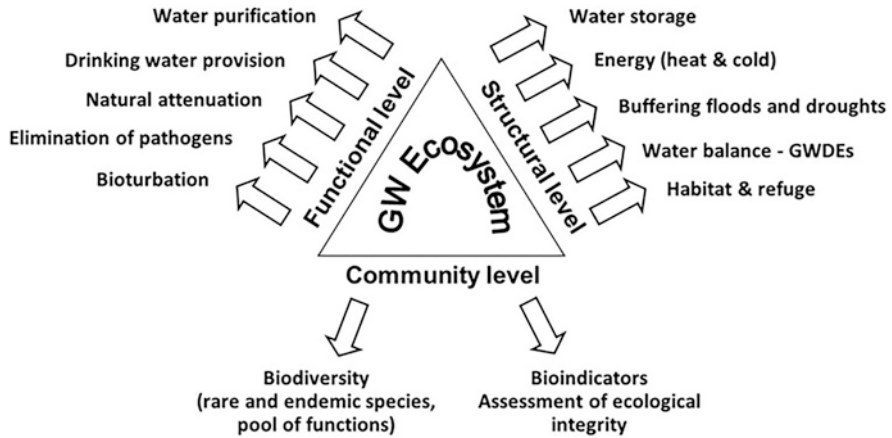 Water purification
Drinking water provision
Natural attenuation
Elimination of pathogens
Bioturbation
Functional level
GW Ecosystem
Structural level
Water storage
Energy (heat & cold)
Buffering floods and droughts
Water balance - GWDEs
Habitat & refuge
Community level
Biodiversity
(rare and endemic species,
pool of functions)
Bioindicators
Assessment of ecological
integrity